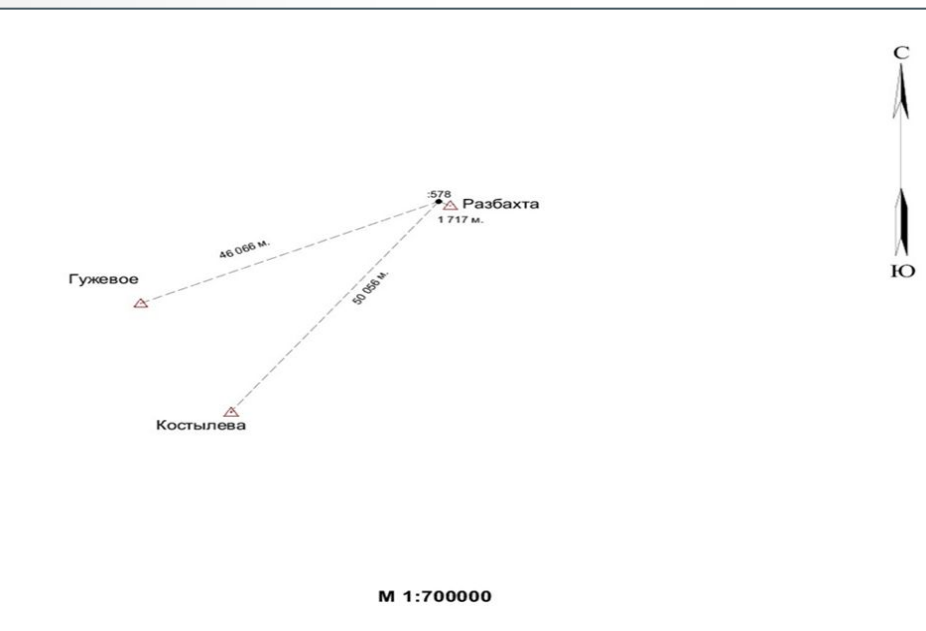 С
:578
Разбахта
1 717 м.
46 066 м.
Гужевое
50 056 м.
Ю
Костылева
М 1:700000